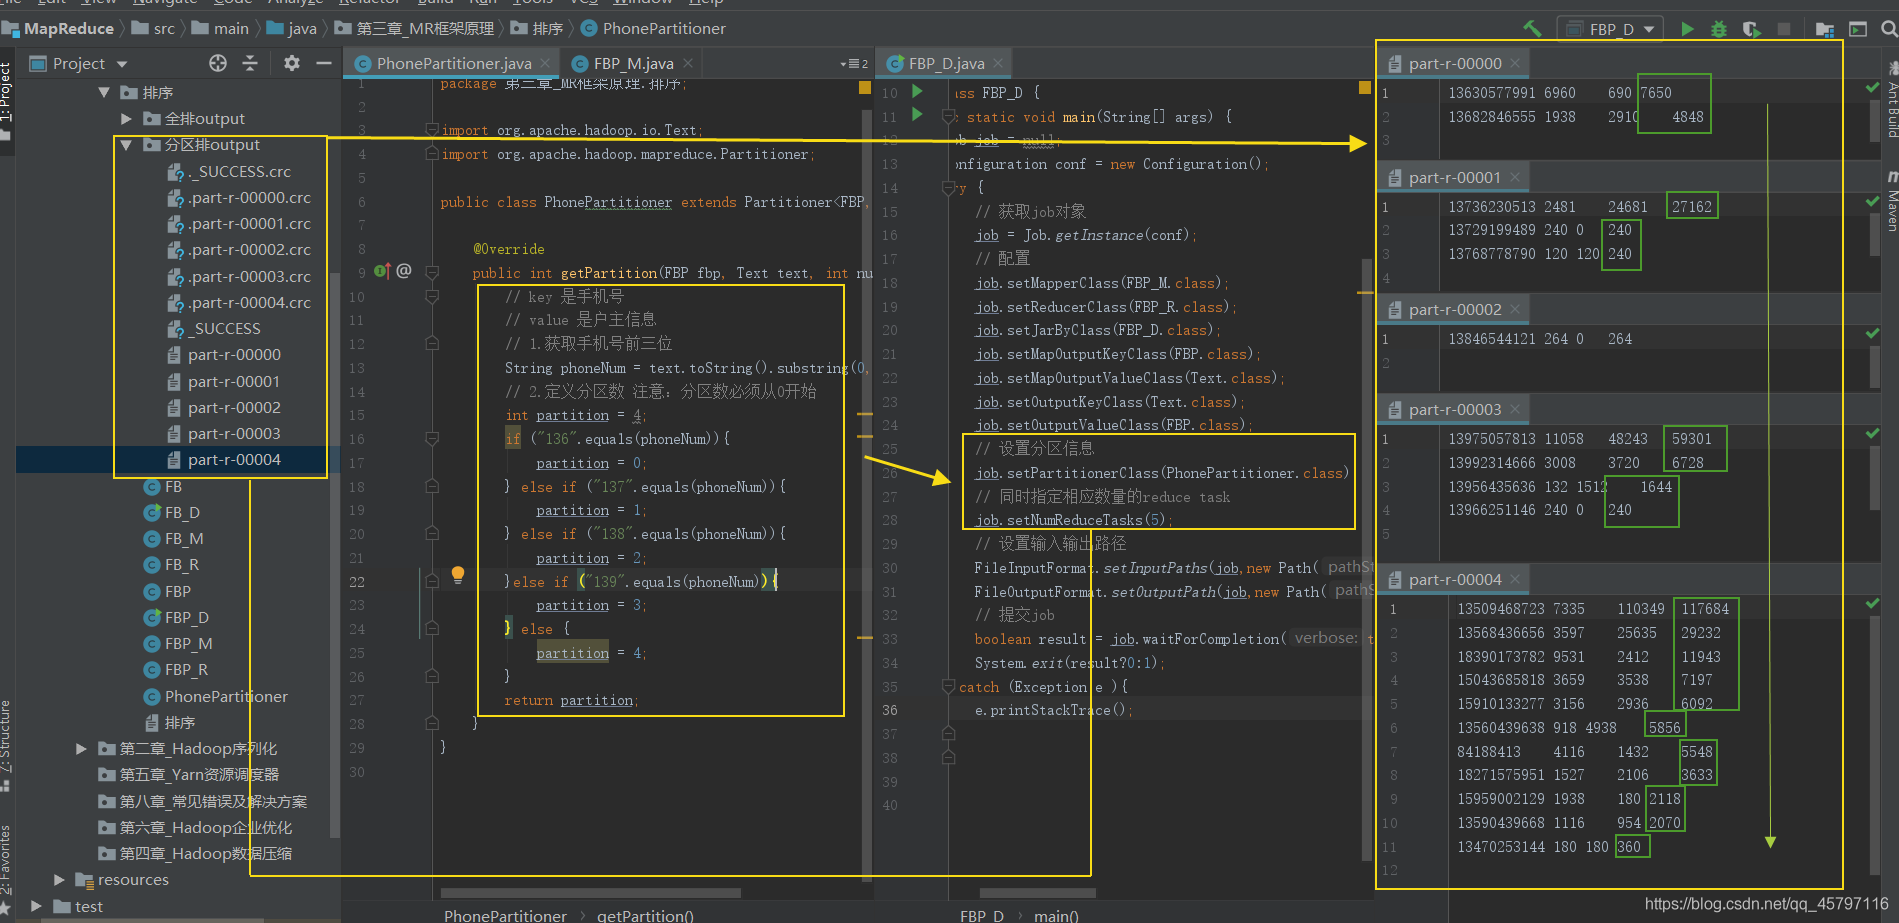 File Edit View Navigate Code Analyze Refactor Build Run Tools VCS Window Help
MapReduce src main java 第三章_MR框架原理 排序 PhonePartitioner
FBP_D
1: Project
7: Structure
2: Favorites
Project
排序
全排output
分区排output
._SUCCESS.crc
.part-r-00000.crc
.part-r-00001.crc
.part-r-00002.crc
.part-r-00003.crc
.part-r-00004.crc
_SUCCESS
part-r-00000
part-r-00001
part-r-00002
part-r-00003
part-r-00004
FB
FB_D
FB_M
FB_R
FBP
FBP_D
FBP_M
FBP_R
PhonePartitioner
排序
第二章_Hadoop序列化
第五章_Yarn资源调度器
第八章_常见错误及解决方案
第六章_Hadoop企业优化
第四章_Hadoop数据压缩
resources
test
PhonePartitioner.java FBP_M.java 2
1 package 第三章_MR框架原理.排序;
2
3 import org.apache.hadoop.io.Text;
4 import org.apache.hadoop.mapreduce.Partitioner;
5
6 public class PhonePartitioner extends Partitioner<FBP,
7
8 @Override
9 @ public int getPartition(FBP fbp, Text text, int nu
10 // key 是手机号
11 // value 是户主信息
12 // 1.获取手机号前三位
13 String phoneNum = text.toString().substring(0,
14 // 2.定义分区数 注意: 分区数必须从0开始
15 int partition = 4;
16 if ("136".equals(phoneNum)){
17 partition = 0;
18 } else if ("137".equals(phoneNum)){
19 partition = 1;
20 } else if ("138".equals(phoneNum)){
21 partition = 2;
22 }else if ("139".equals(phoneNum)){
23 partition = 3;
24 } else {
25 partition = 4;
26 }
27 return partition;
28 }
29 }
30
PhonePartitioner getPartition()
FBP_D.java
10 ass FBP_D {
11 static void main(String[] args) {
12 b job = null;
13 onfiguration conf = new Configuration();
14 y {
15 // 获取job对象
16 job = Job.getInstance(conf);
17 // 配置
18 job.setMapperClass(FBP_M.class);
19 job.setReducerClass(FBP_R.class);
20 job.setJarByClass(FBP_D.class);
21 job.setMapOutputKeyClass(FBP.class);
22 job.setMapOutputValueClass(Text.class);
23 job.setOutputKeyClass(Text.class);
24 job.setOutputValueClass(FBP.class);
25 // 设置分区信息
26 job.setPartitionerClass(PhonePartitioner.class)
27 // 同时指定相应数量的reduce task
28 job.setNumReduceTasks(5);
29 // 设置输入输出路径
30 FileInputFormat.setInputPaths(job,new Path( pathSt
31 FileOutputFormat.setOutputPath(job,new Path( pathS
32 // 提交job
33 boolean result = job.waitForCompletion( verbose: t
34 System.exit(result?0:1);
35 catch (Exception e ){
36 e.printStackTrace();
37
38
39
40
FBP_D main()
part-r-00000
1 13630577991 6960 690 7650
2 13682846555 1938 2910 4848
3
part-r-00001
1 13736230513 2481 24681 27162
2 13729199489 240 0 240
3 13768778790 120 120 240
4
part-r-00002
1 13846544121 264 0 264
2
part-r-00003
1 13975057813 11058 48243 59301
2 13992314666 3008 3720 6728
3 13956435636 132 1512 1644
4 13966251146 240 0 240
5
part-r-00004
1 13509468723 7335 110349 117684
2 13568436656 3597 25635 29232
3 18390173782 9531 2412 11943
4 15043685818 3659 3538 7197
5 15910133277 3156 2936 6092
6 13560439638 918 4938 5856
7 84188413 4116 1432 5548
8 18271575951 1527 2106 3633
9 15959002129 1938 180 2118
10 13590439668 1116 954 2070
11 13470253144 180 180 360
12
Ant Build
Maven
https://blog.csdn.net/qq_45797116